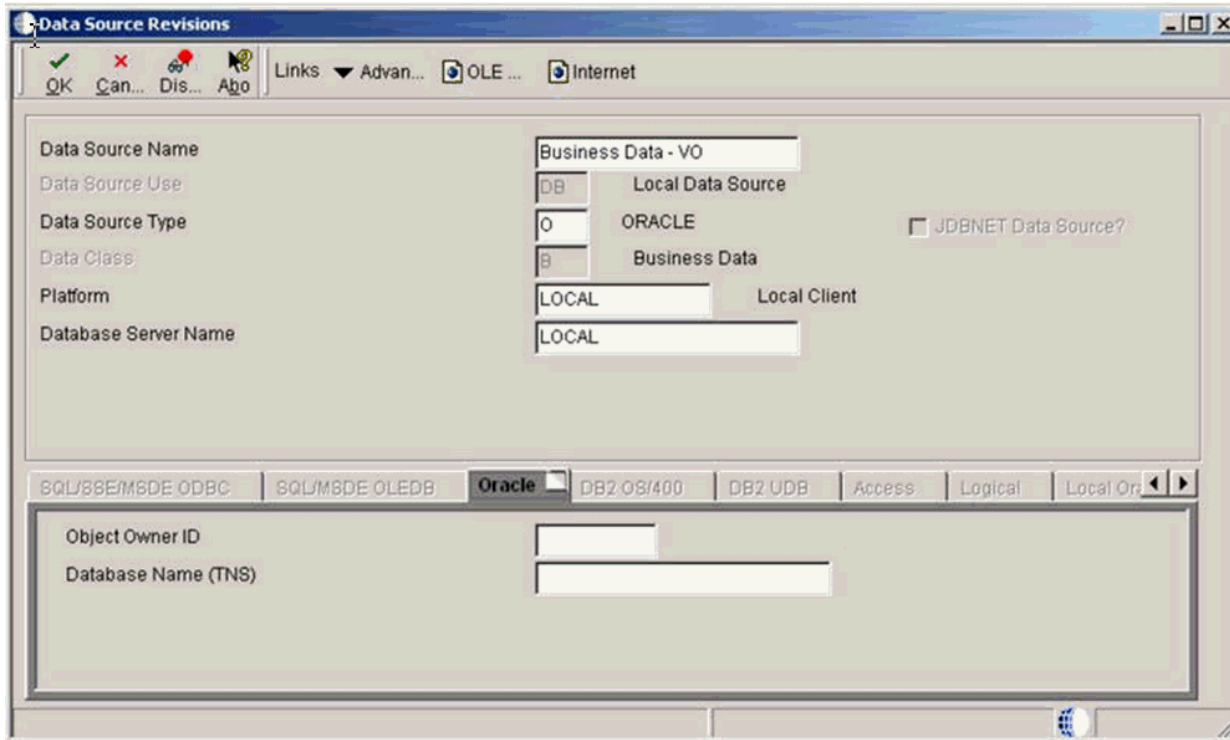 Data Source Revisions
OK Can... Dis... Abo Links Advan... OLE ... Internet
Data Source Name Business Data - VO
Data Source Use DB Local Data Source
Data Source Type O ORACLE JDBNET Data Source?
Data Class B Business Data
Platform LOCAL Local Client
Database Server Name LOCAL
SQL/SSE/MSDE ODBC SQL/MSDE OLEDB Oracle DB2 OS/400 DB2 UDB Access Logical Local Ora
Object Owner ID
Database Name (TNS)